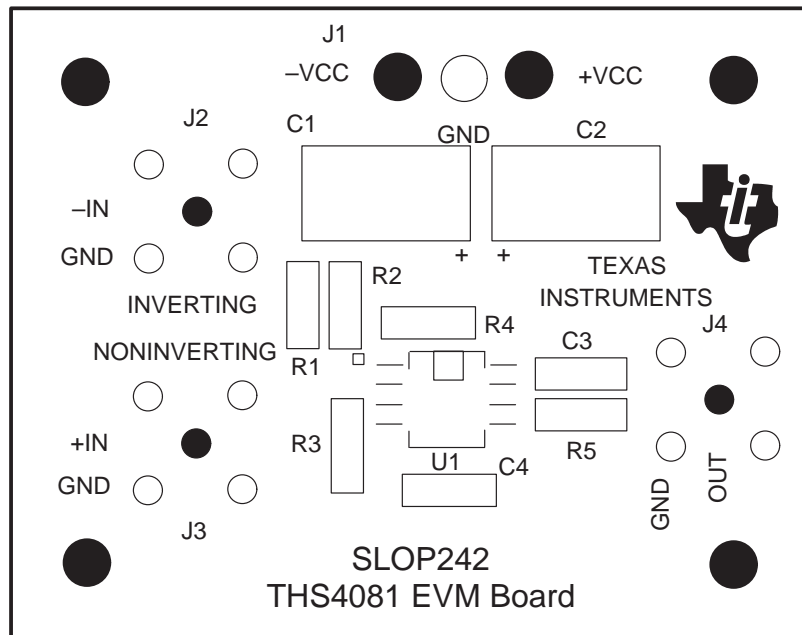 J1
–VCC
+VCC
J2
C1
GND
C2
–IN
GND
+
+
R2
TEXAS
INSTRUMENTS
INVERTING
R4
J4
NONINVERTING
R1
C3
+IN
R3
U1
C4
R5
GND
OUT
GND
J3
SLOP242
THS4081 EVM Board